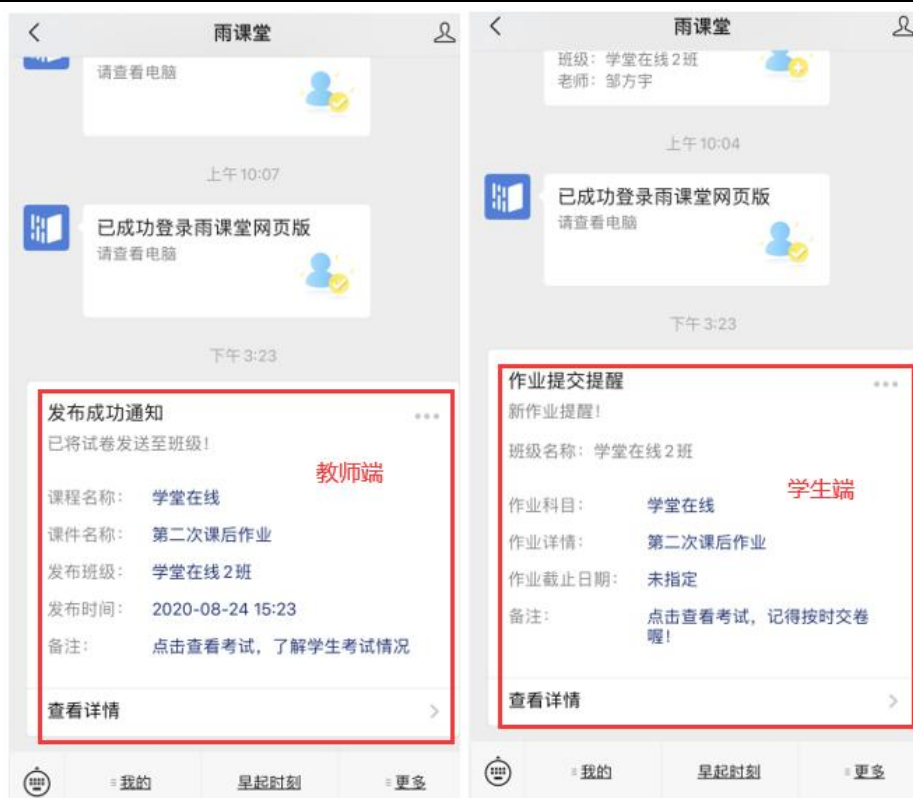 雨课堂
请查看电脑
上午 10:07
已成功登录雨课堂网页版
请查看电脑
下午 3:23
发布成功通知
已将试卷发送至班级!
教师端
课程名称: 学堂在线
课件名称: 第二次课后作业
发布班级: 学堂在线2班
发布时间: 2020-08-24 15:23
备注: 点击查看考试，了解学生考试情况
查看详情
我的 早起时刻 更多
雨课堂
班级: 学堂在线2班
老师: 邹方宇
上午 10:04
已成功登录雨课堂网页版
请查看电脑
下午 3:23
作业提交提醒
新作业提醒!
班级名称: 学堂在线2班
学生端
作业科目: 学堂在线
作业详情: 第二次课后作业
作业截止日期: 未指定
备注: 点击查看考试，记得按时交卷
喔!
查看详情
我的 早起时刻 更多